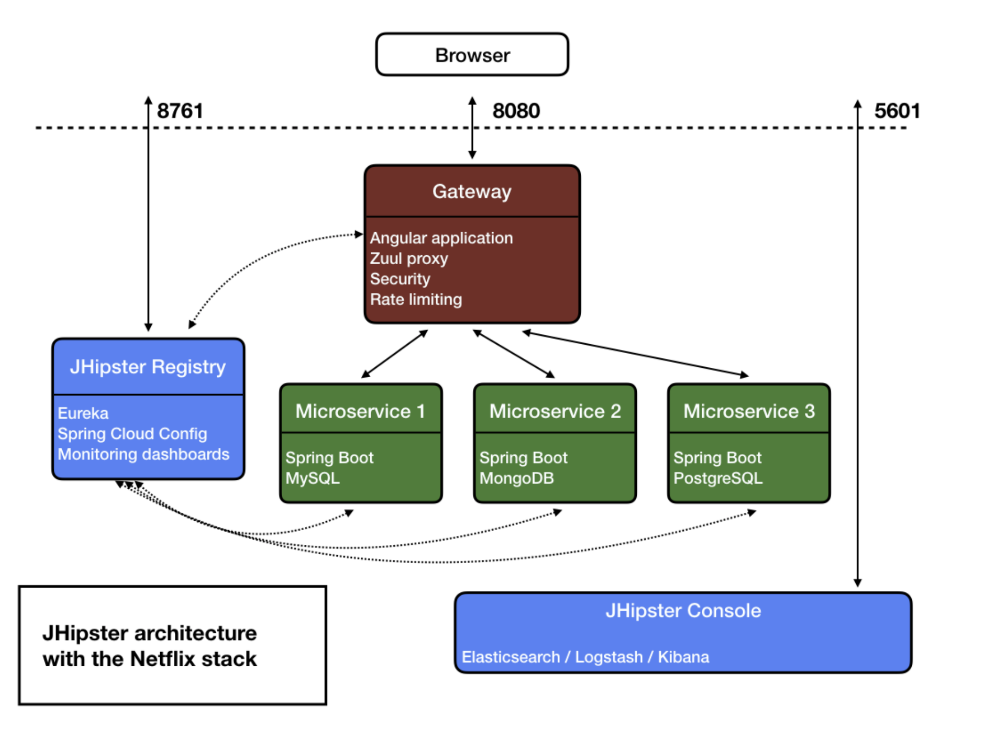 Browser
8761
8080
5601
Gateway
Angular application
Zuul proxy
Security
Rate limiting
JHipster Registry
Eureka
Spring Cloud Config
Monitoring dashboards
Microservice 1
Spring Boot
MySQL
Microservice 2
Spring Boot
MongoDB
Microservice 3
Spring Boot
PostgreSQL
JHipster architecture
with the Netflix stack
JHipster Console
Elasticsearch / Logstash / Kibana